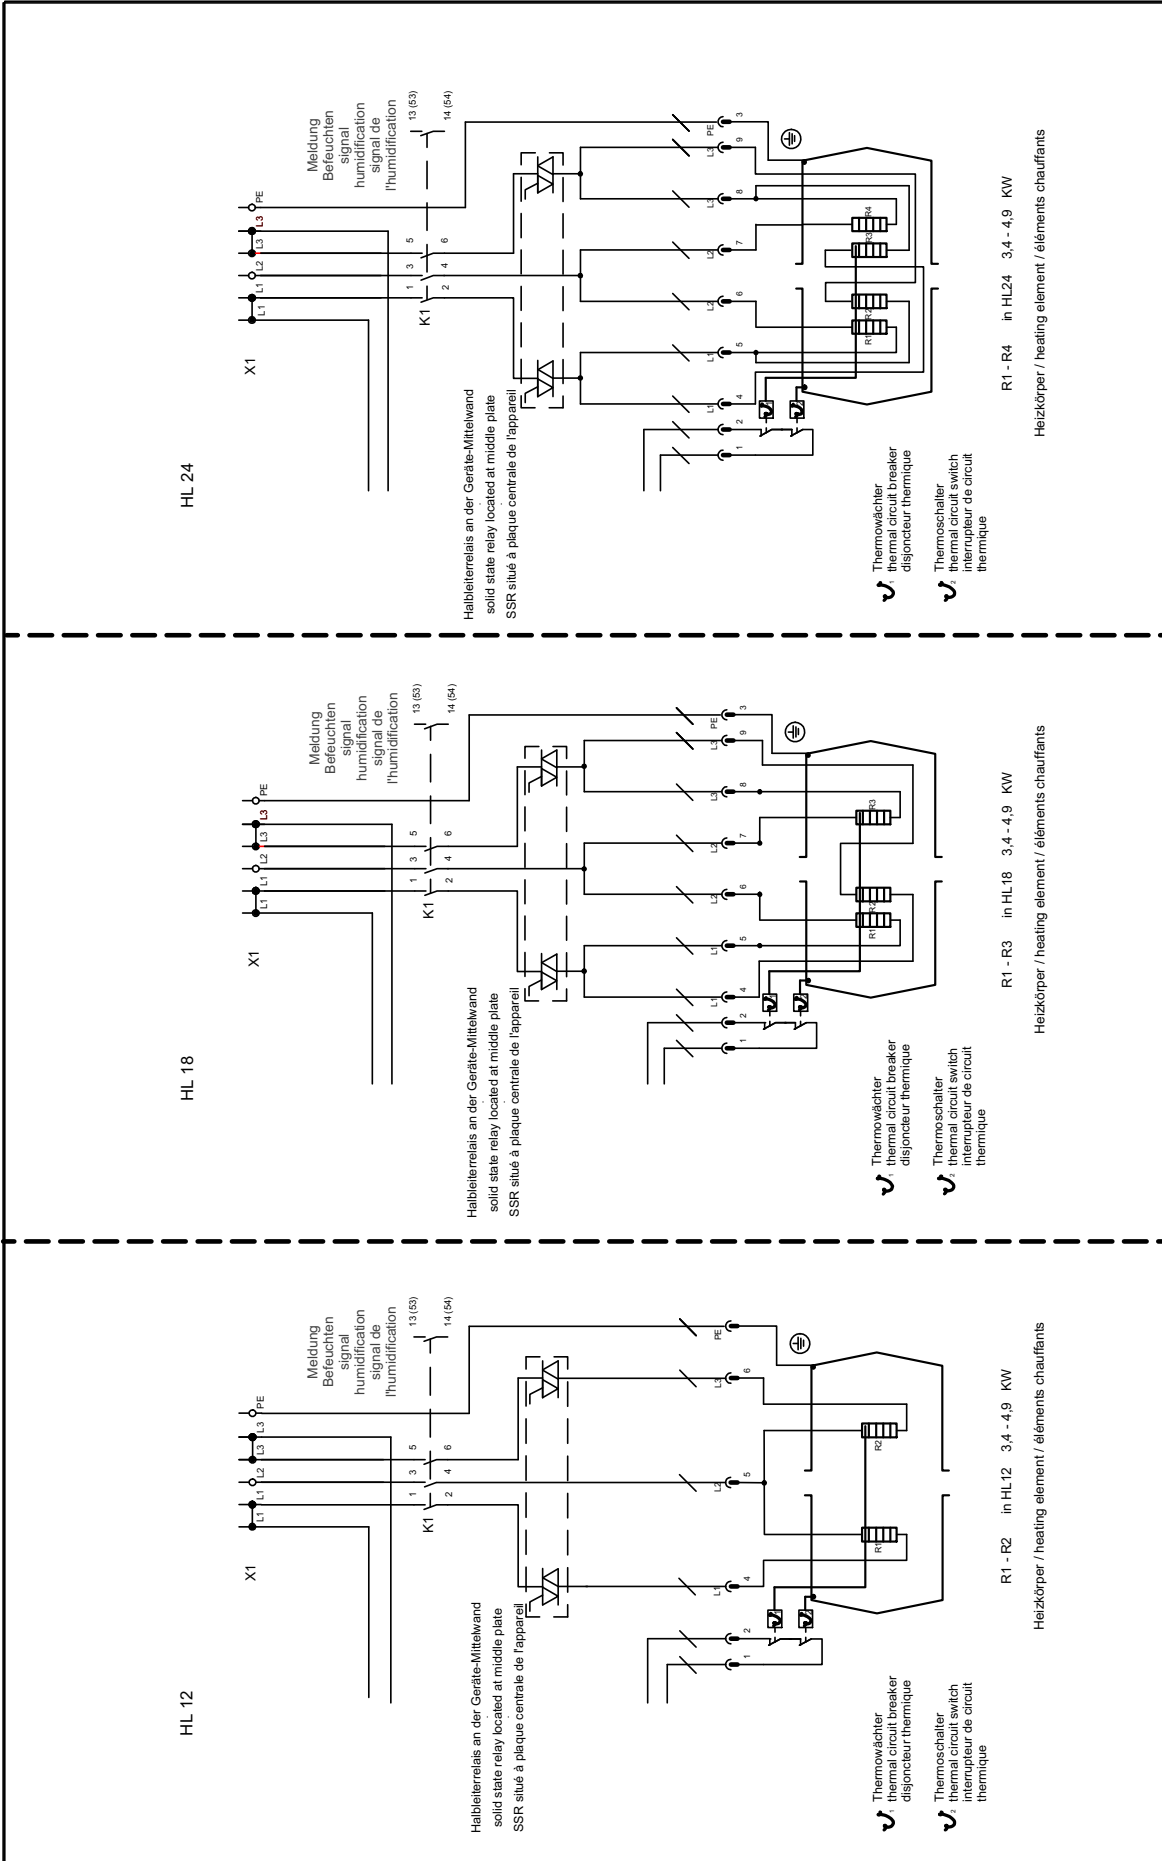 HL 12
X1
L1
L1
L2
L3
L3
PE
Meldung
Befeuchten
signal
humidification
signal de
l'humidification
13 (53)
14 (54)
K1
1
3
5
2
4
6
Halbleiterrelais an der Geräte-Mittelwand
solid state relay located at middle plate
SSR situé à plaque centrale de l'appareil
1
2
L1
4
L2
5
L3
6
PE
R1
R2
1 Thermowächter
thermal circuit breaker
disjoncteur thermique
2 Thermoschalter
thermal circuit switch
interrupteur de circuit
thermique
R1 - R2 in HL12 3,4 - 4,9 KW
Heizkörper / heating element / éléments chauffants
HL 18
X1
L1
L1
L2
L3
L3
PE
Meldung
Befeuchten
signal
humidification
signal de
l'humidification
13 (53)
14 (54)
K1
1
3
5
2
4
6
Halbleiterrelais an der Geräte-Mittelwand
solid state relay located at middle plate
SSR situé à plaque centrale de l'appareil
1
2
L1
4
L1
5
L2
6
L2
7
L3
8
L3
9
PE
3
R1
R2
R3
1 Thermowächter
thermal circuit breaker
disjoncteur thermique
2 Thermoschalter
thermal circuit switch
interrupteur de circuit
thermique
R1 - R3 in HL18 3,4 - 4,9 KW
Heizkörper / heating element / éléments chauffants
HL 24
X1
L1
L1
L2
L3
L3
PE
Meldung
Befeuchten
signal
humidification
signal de
l'humidification
13 (53)
14 (54)
K1
1
3
5
2
4
6
Halbleiterrelais an der Geräte-Mittelwand
solid state relay located at middle plate
SSR situé à plaque centrale de l'appareil
1
2
L1
4
L1
5
L2
6
L2
7
L3
8
L3
9
PE
3
R1
R2
R3
R4
1 Thermowächter
thermal circuit breaker
disjoncteur thermique
2 Thermoschalter
thermal circuit switch
interrupteur de circuit
thermique
R1 - R4 in HL24 3,4 - 4,9 KW
Heizkörper / heating element / éléments chauffants